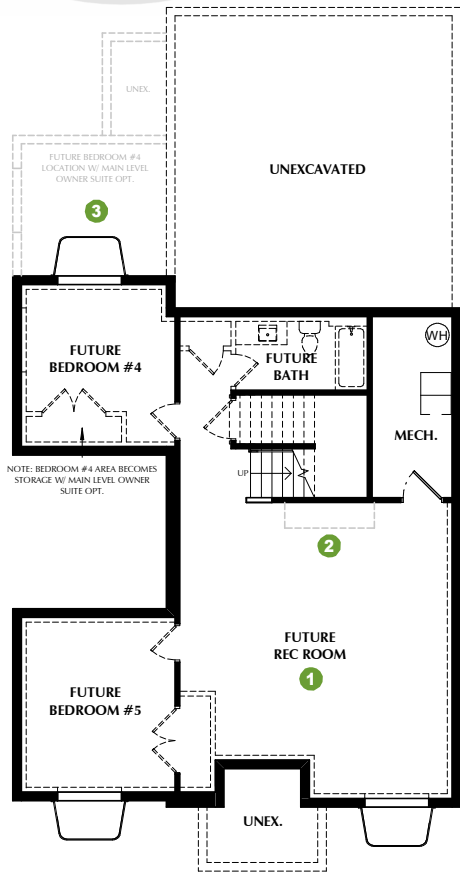 UNEX.
FUTURE BEDROOM #4
LOCATION W/ MAIN LEVEL
OWNER SUITE OPT.
UNEXCAVATED
3
WH
FUTURE
BEDROOM #4
FUTURE
BATH
MECH.
NOTE: BEDROOM #4 AREA BECOMES
STORAGE W/ MAIN LEVEL OWNER
SUITE OPT.
UP
2
FUTURE
REC ROOM
1
FUTURE
BEDROOM #5
UNEX.